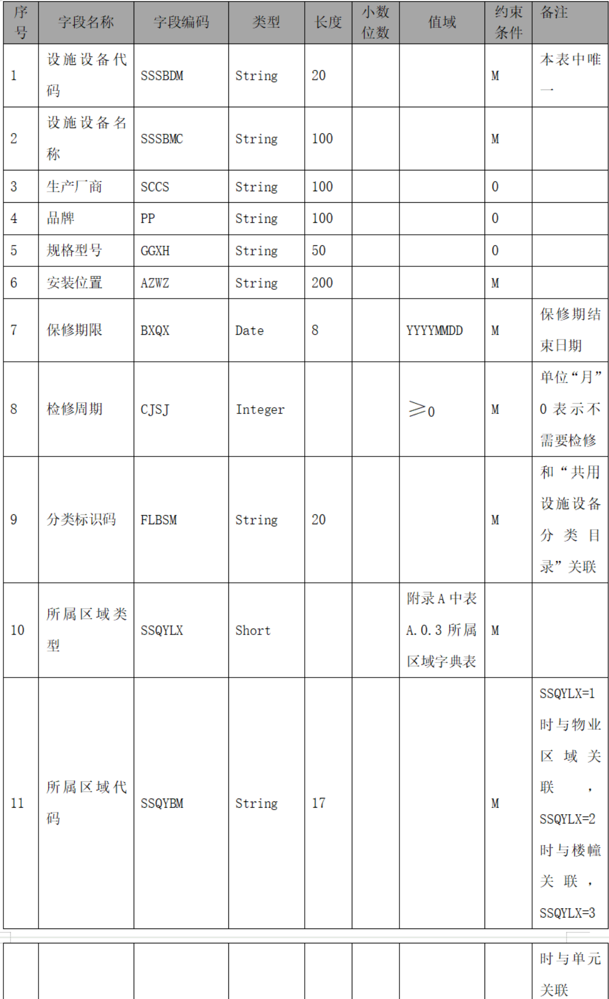 序号 字段名称 字段编码 类型 长度 小数位数 值域 约束条件 备注
1 设施设备代码 SSSBDM String 20 M 本表中唯一
2 设施设备名称 SSSBMC String 100 M
3 生产厂商 SCCS String 100 O
4 品牌 PP String 100 O
5 规格型号 GGXH String 50 O
6 安装位置 AZWZ String 200 M
7 保修期限 BXQX Date 8 YYYYMMDD M 保修期结束日期
8 检修周期 CJSJ Integer ≥0 M 单位“月”0表示不需要检修
9 分类标识码 FLBSM String 20 M 和“共用设施设备分类目录”关联
10 所属区域类型 SSQYLX Short 附录A中表A.0.3所属区域字典表 M
11 所属区域代码 SSQYBM String 17 M SSQYLX=1时与物业区域关联，SSQYLX=2时与楼幢关联，SSQYLX=3
时与单元关联